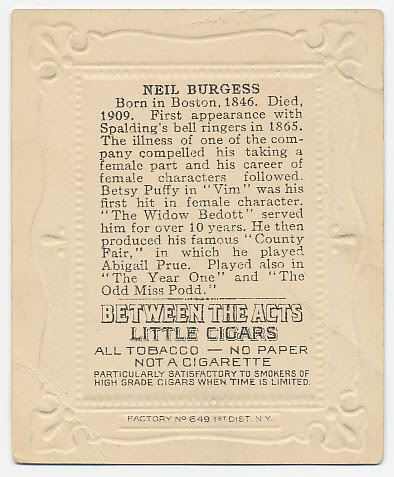 NEIL BURGESS
Born in Boston, 1846. Died,
1909. First appearance with
Spalding's bell ringers in 1865.
The illness of one of the com-
pany compelled his taking a
female part and his career of
female characters followed.
Betsy Puffy in "Vim" was his
first hit in female character.
"The Widow Bedott" served
him for over 10 years. He then
produced his famous "County
Fair," in which he played
Abigail Prue. Played also in
"The Year One" and "The
Odd Miss Podd."
BETWEEN THE ACTS
LITTLE CIGARS
ALL TOBACCO — NO PAPER
NOT A CIGARETTE
PARTICULARLY SATISFACTORY TO SMOKERS OF
HIGH GRADE CIGARS WHEN TIME IS LIMITED.
FACTORY No 649 1ST DIST. N.Y.